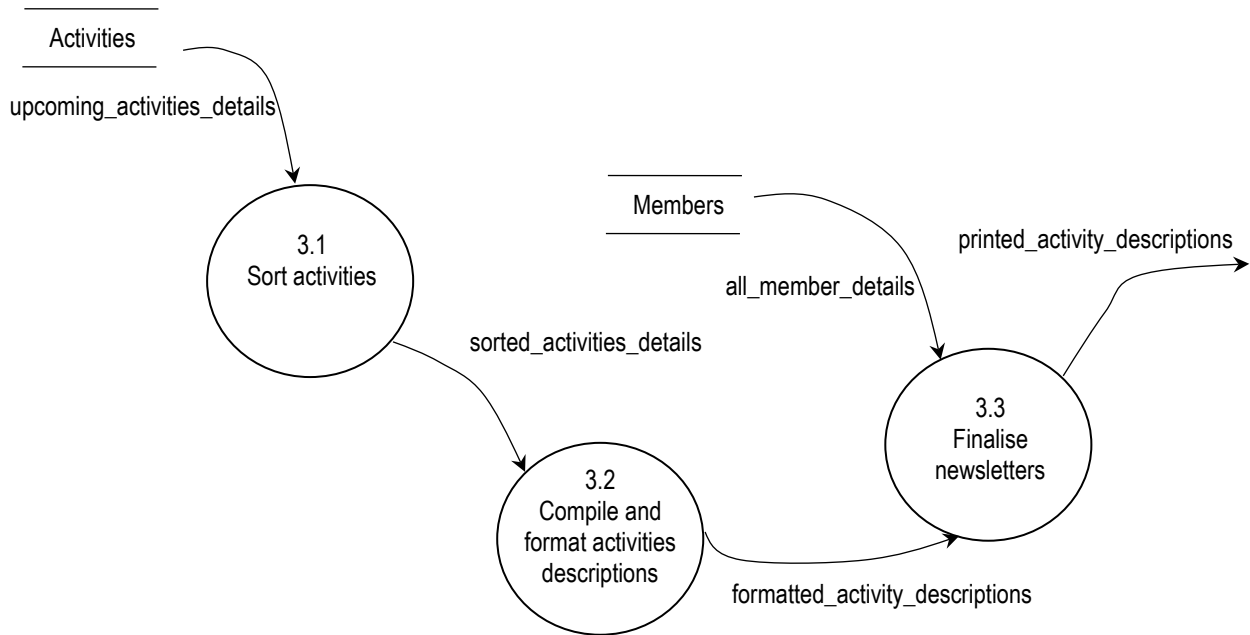 Activities
upcoming_activities_details
3.1
Sort activities
Members
printed_activity_descriptions
all_member_details
sorted_activities_details
3.2
Compile and
format activities
descriptions
3.3
Finalise
newsletters
formatted_activity_descriptions